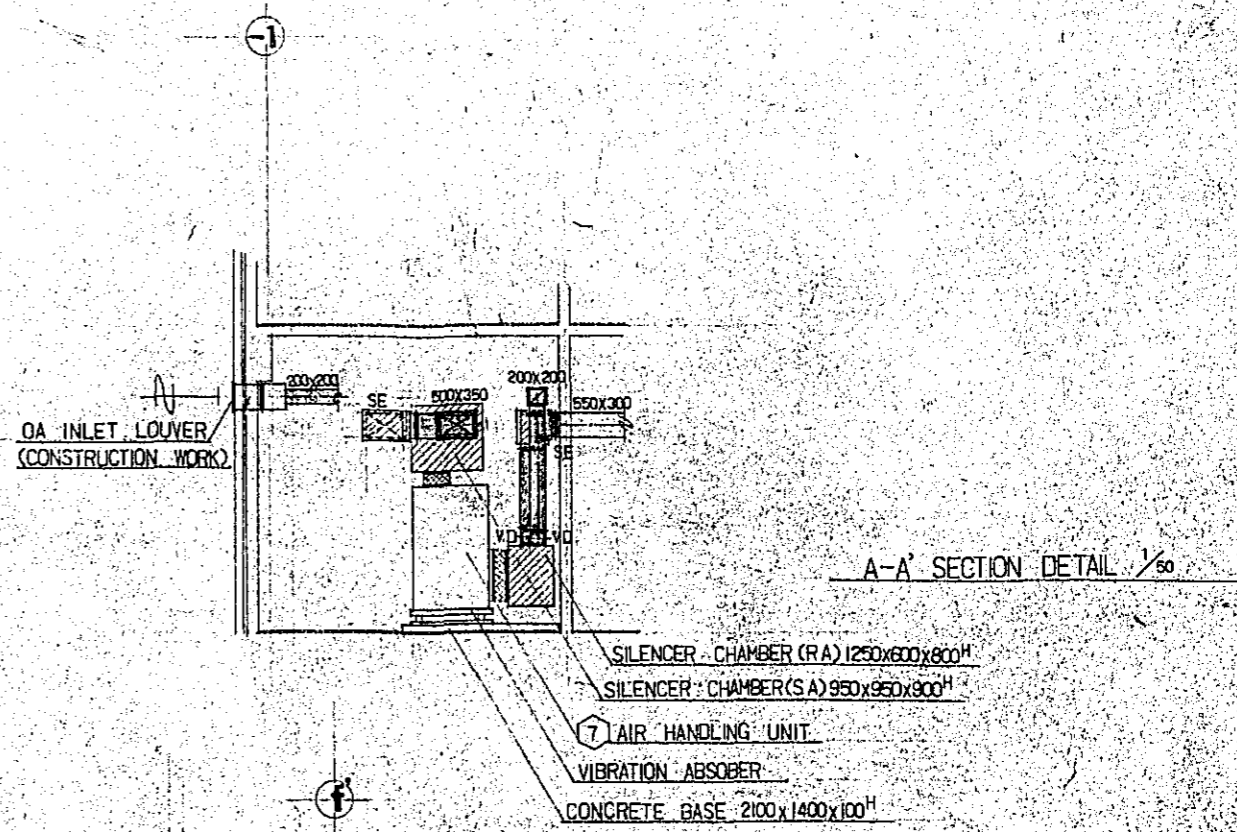 -1
200x200
SE
500X350
200x200
550X300
OA INLET LOUVER
(CONSTRUCTION WORK)
SE
V.D
V.D.
A-A' SECTION DETAIL 1/50
SILENCER CHAMBER (RA) 1250x600x800H
SILENCER CHAMBER (SA) 950x950x900H
7 AIR HANDLING UNIT
VIBRATION ABSOBER
CONCRETE BASE 2100x1400x100H
f'